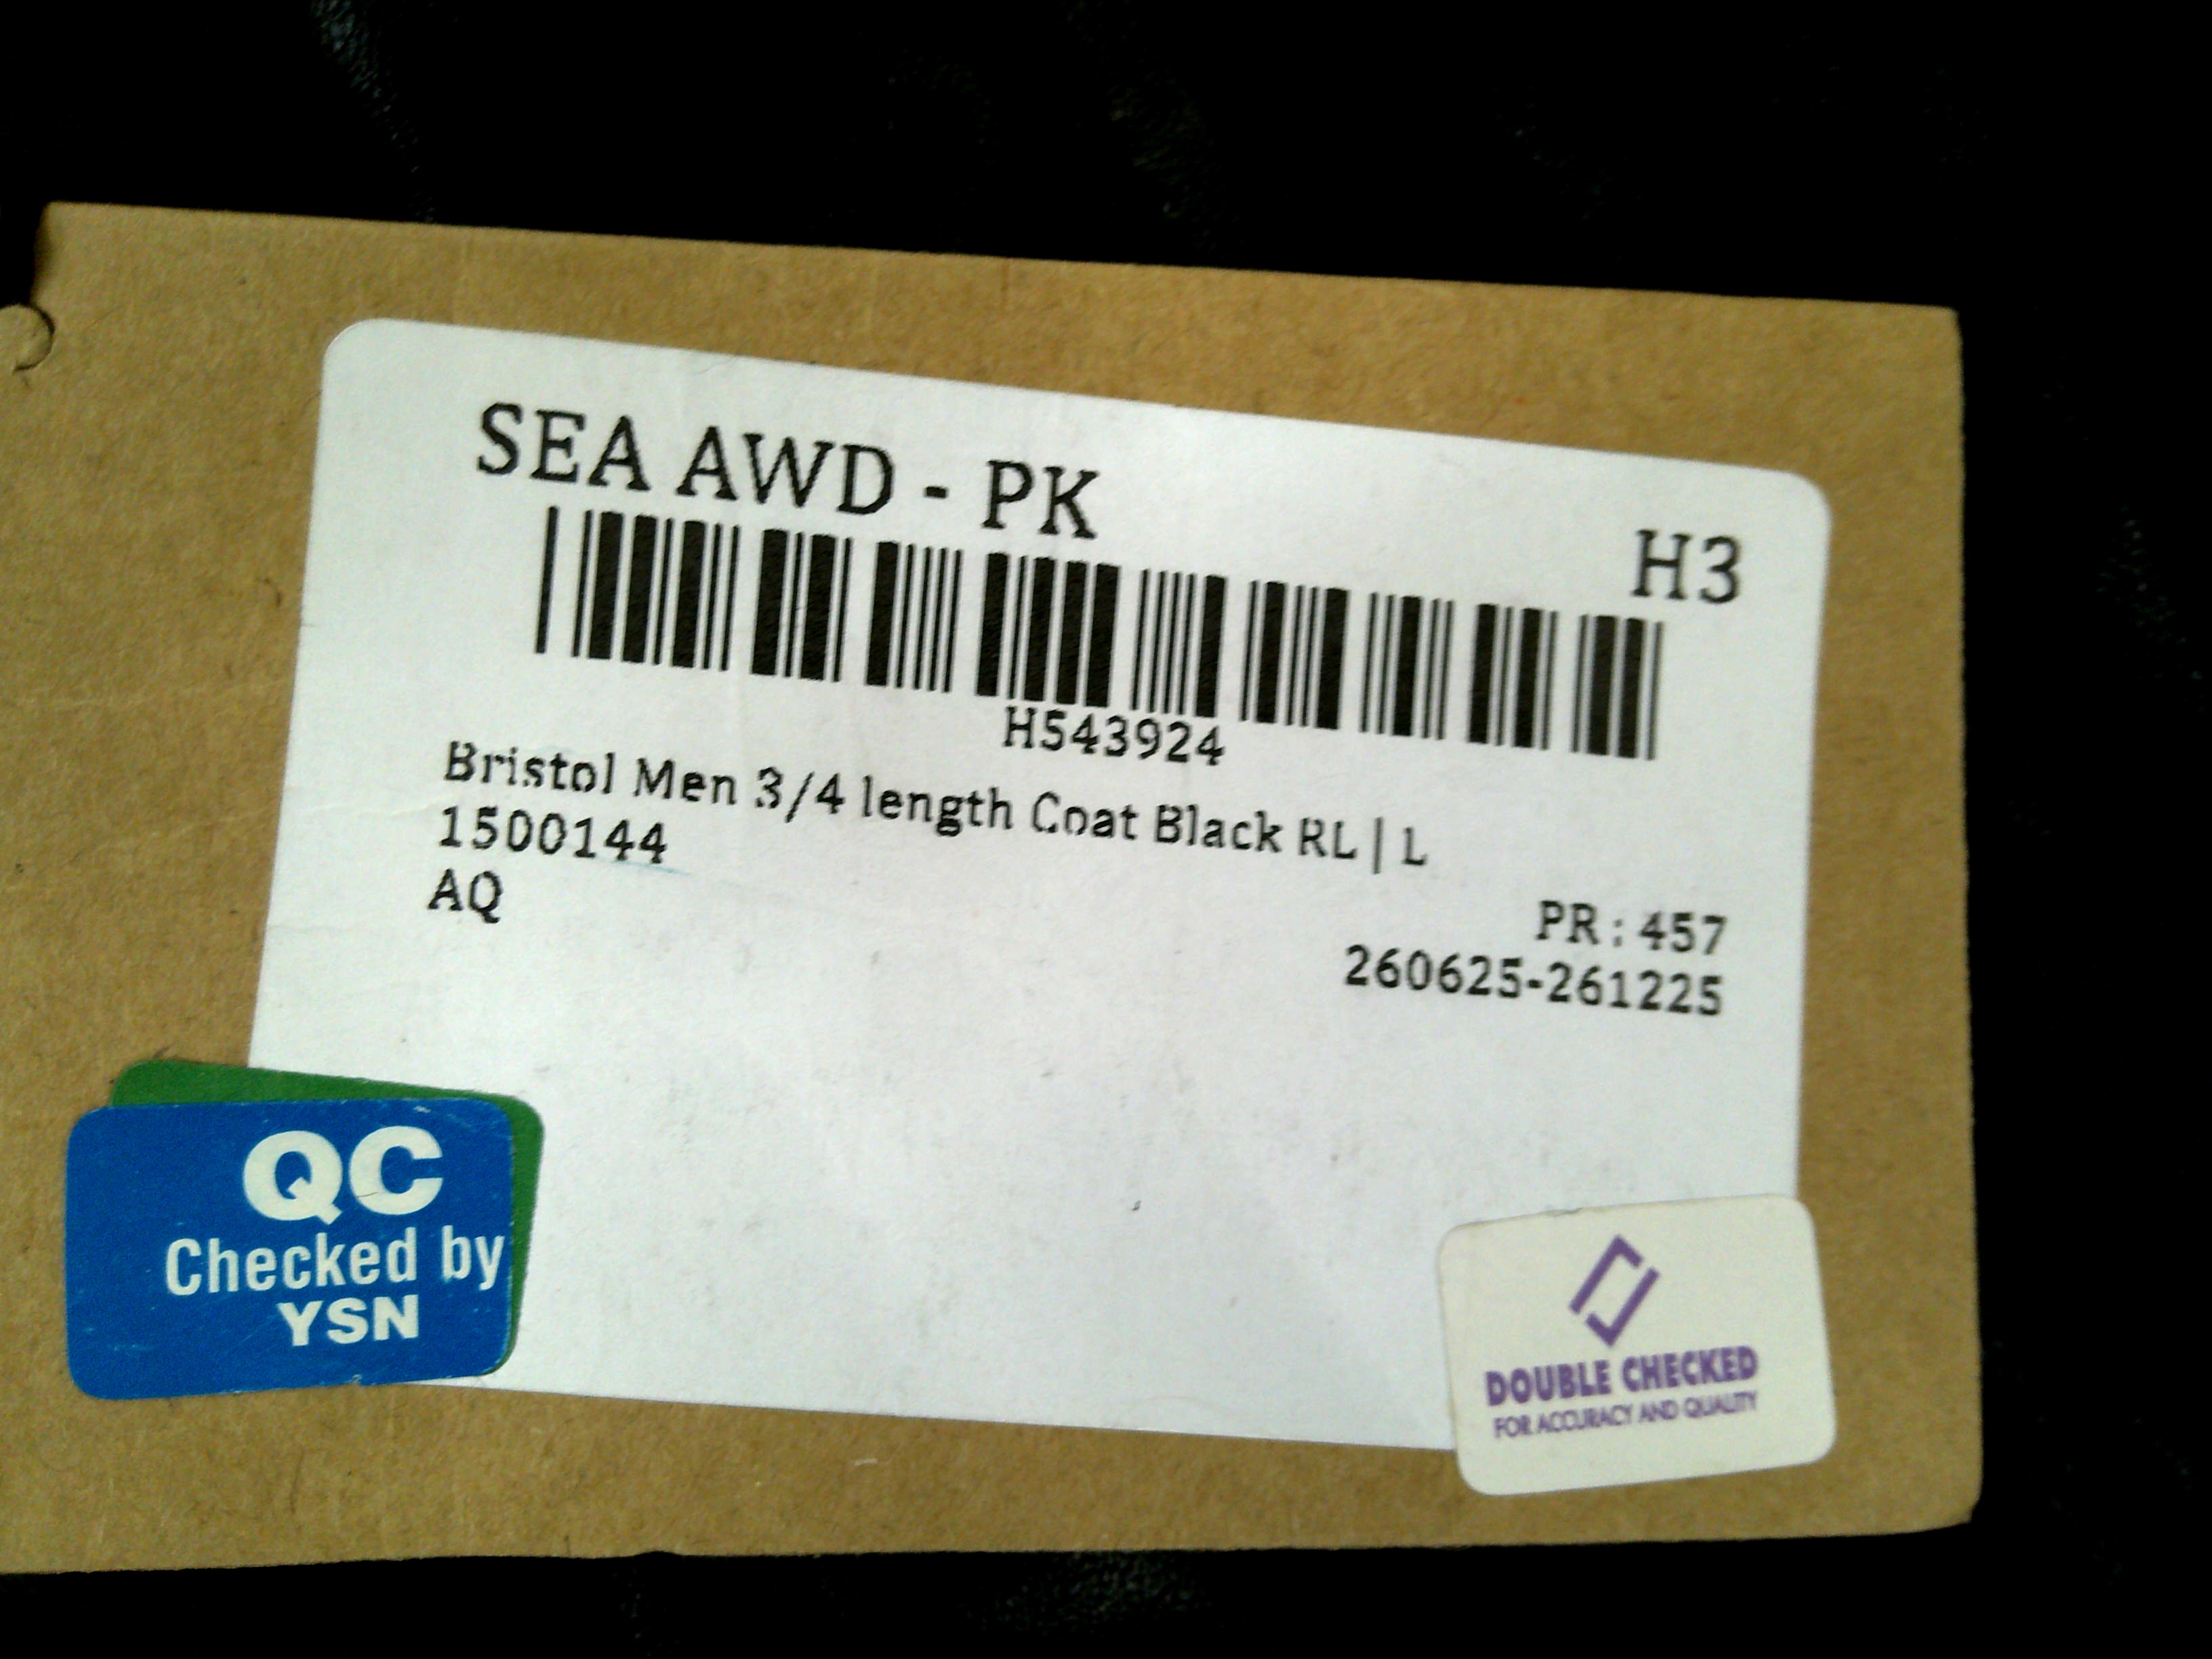 SEA AWD - PK
H3
H543924
Bristol Men 3/4 length Coat Black RL | L
1500144
AQ
PR : 457
260625-261225
QC
Checked by
YSN
DOUBLE CHECKED
FOR ACCURACY AND QUALITY